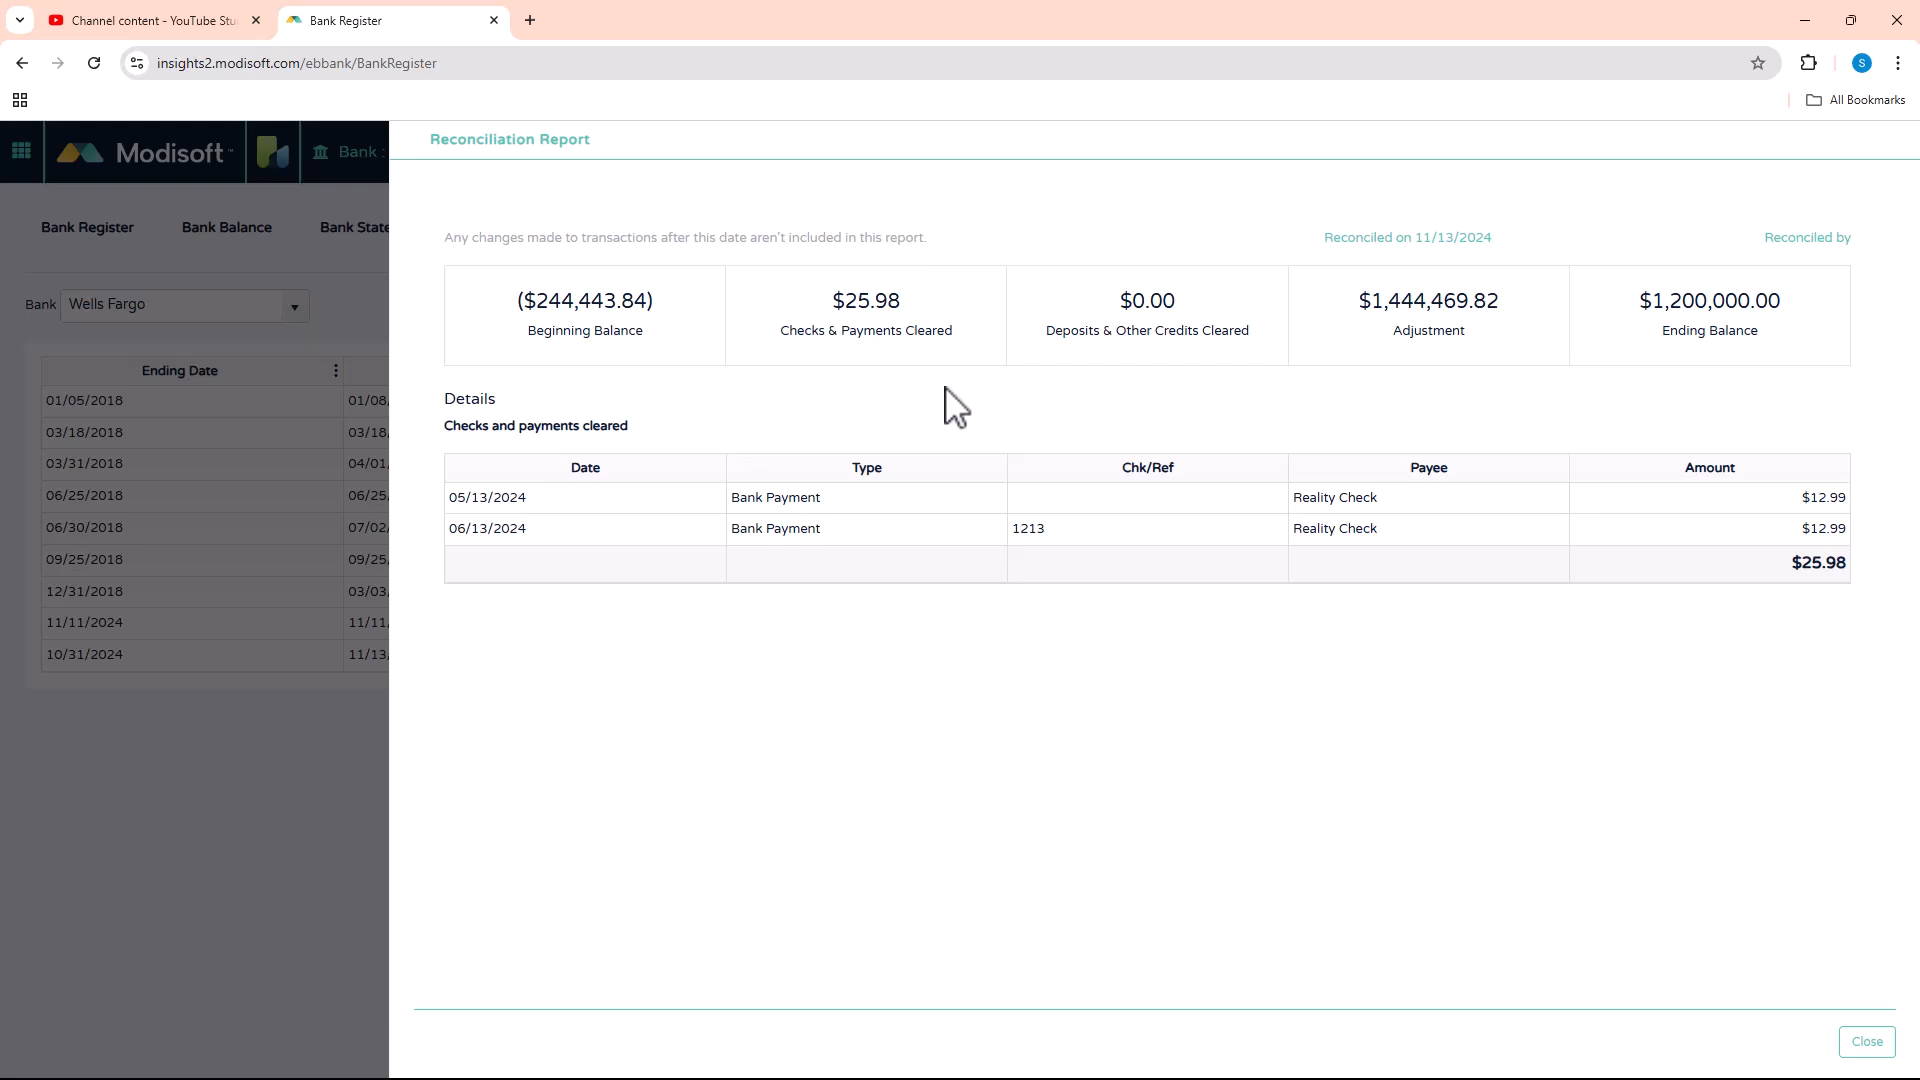 Channel content - YouTube Stu
Bank Register
insights2.modisoft.com/ebbank/BankRegister
S
All Bookmarks
Modisoft™
Bank :
Reconciliation Report
Bank Register Bank Balance Bank State
Any changes made to transactions after this date aren't included in this report. Reconciled on 11/13/2024 Reconciled by
Bank Wells Fargo
($244,443.84) $25.98 $0.00 $1,444,469.82 $1,200,000.00
Beginning Balance Checks & Payments Cleared Deposits & Other Credits Cleared Adjustment Ending Balance
Ending Date
01/05/2018 01/08/
03/18/2018 03/18/
03/31/2018 04/01/
06/25/2018 06/25/
06/30/2018 07/02/
09/25/2018 09/25/
12/31/2018 03/03/
11/11/2024 11/11/
10/31/2024 11/13/
Details
Checks and payments cleared
Date Type Chk/Ref Payee Amount
05/13/2024 Bank Payment Reality Check $12.99
06/13/2024 Bank Payment 1213 Reality Check $12.99
$25.98
Close